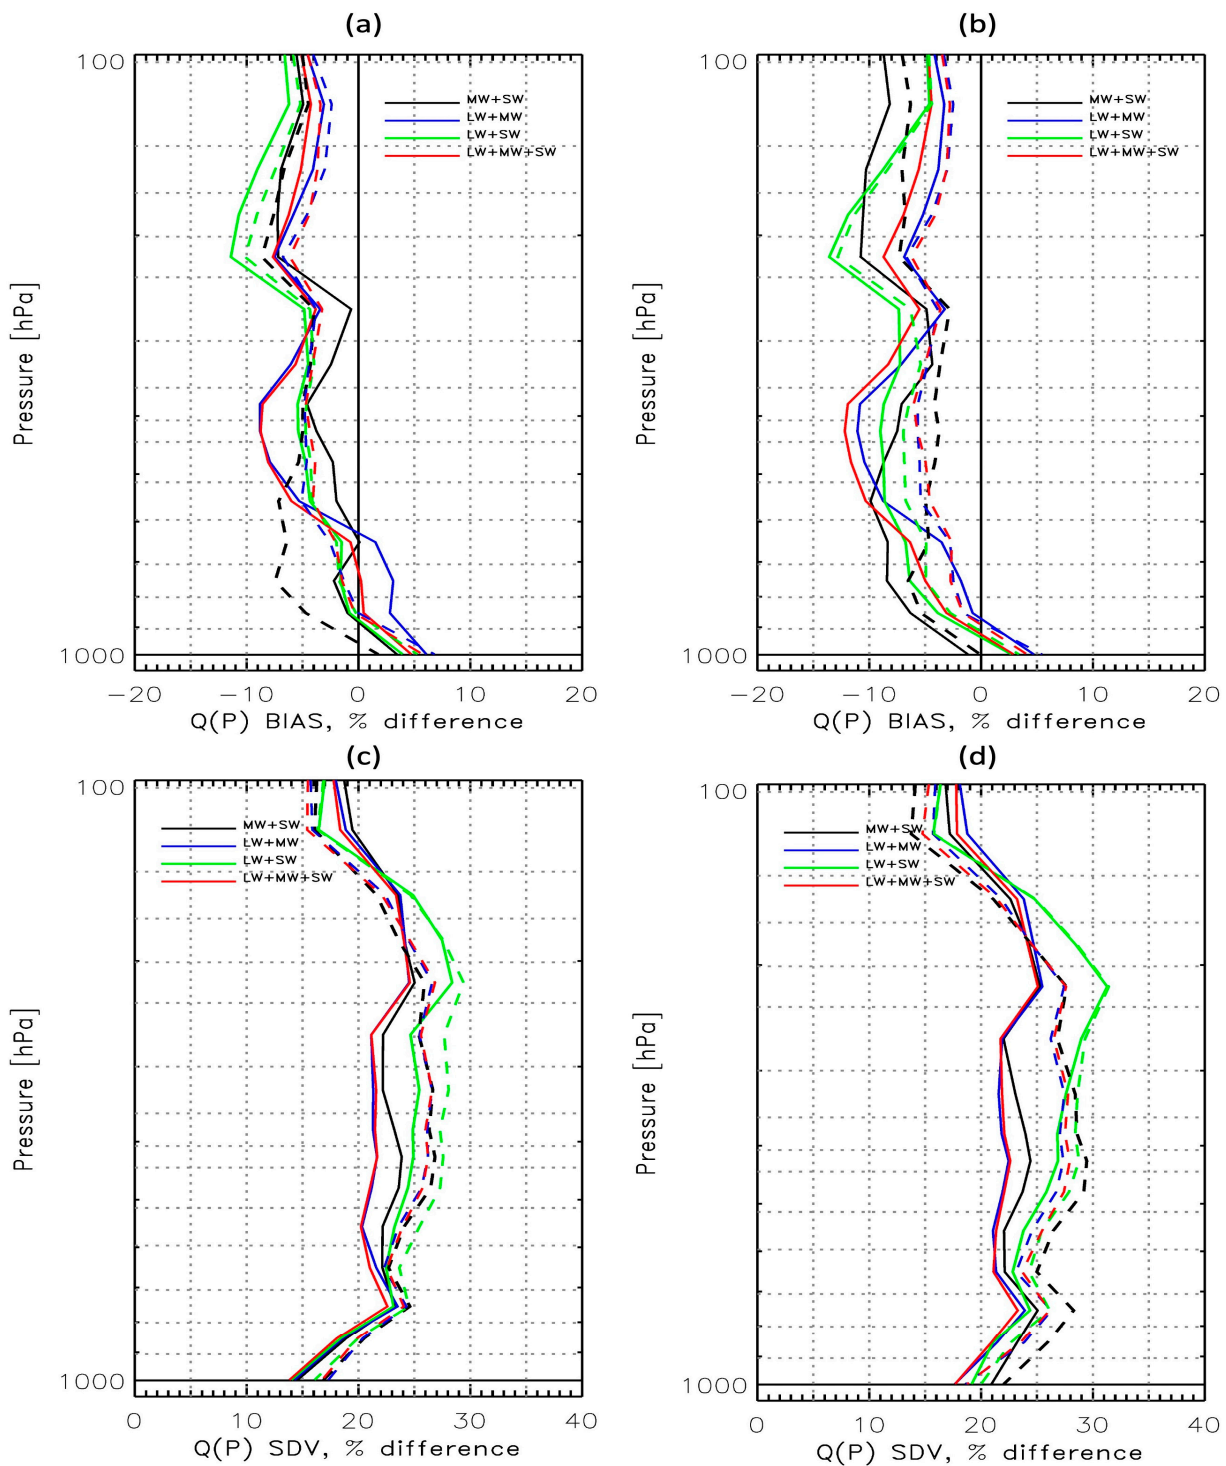 (a)
100
MW+SW
LW+MW
LW+SW
LW+MW+SW
Pressure [hPa]
1000
−20 −10 0 10 20
Q(P) BIAS, % difference
(b)
100
MW+SW
LW+MW
LW+SW
LW+MW+SW
Pressure [hPa]
1000
−20 −10 0 10 20
Q(P) BIAS, % difference
(c)
100
MW+SW
LW+MW
LW+SW
LW+MW+SW
Pressure [hPa]
1000
0 10 20 30 40
Q(P) SDV, % difference
(d)
100
MW+SW
LW+MW
LW+SW
LW+MW+SW
Pressure [hPa]
1000
0 10 20 30 40
Q(P) SDV, % difference